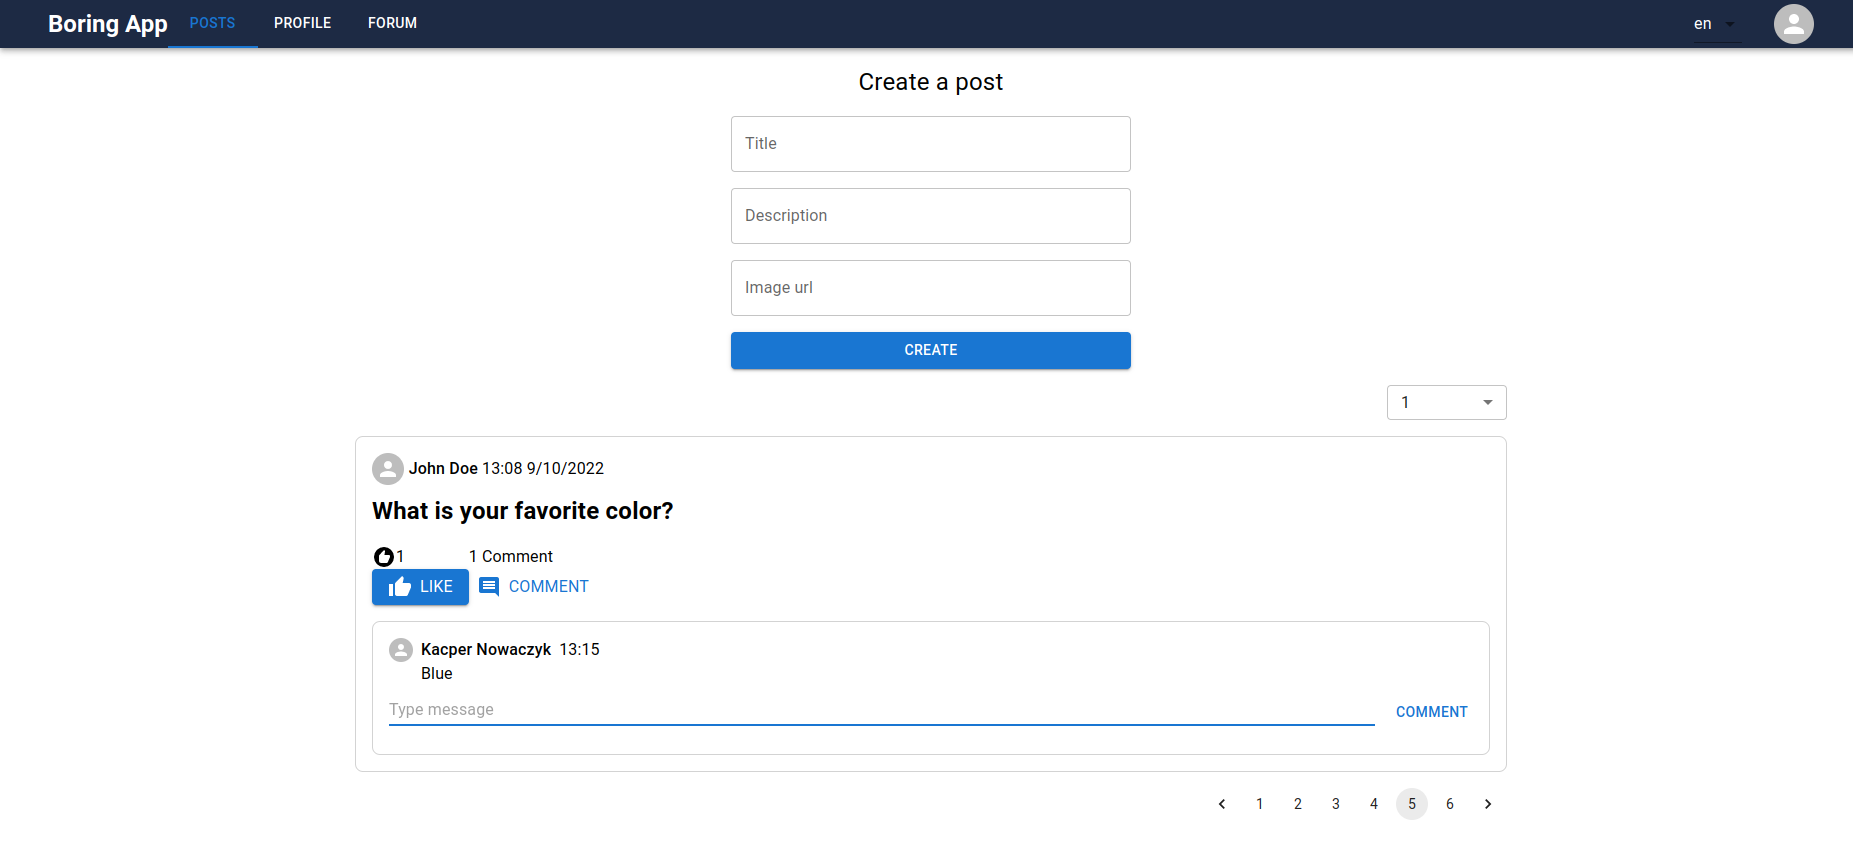 Boring App POSTS PROFILE FORUM en
Create a post
Title
Description
Image url
CREATE
1
John Doe 13:08 9/10/2022
What is your favorite color?
1 1 Comment
LIKE COMMENT
Kacper Nowaczyk 13:15
Blue
Type message
COMMENT
1 2 3 4 5 6